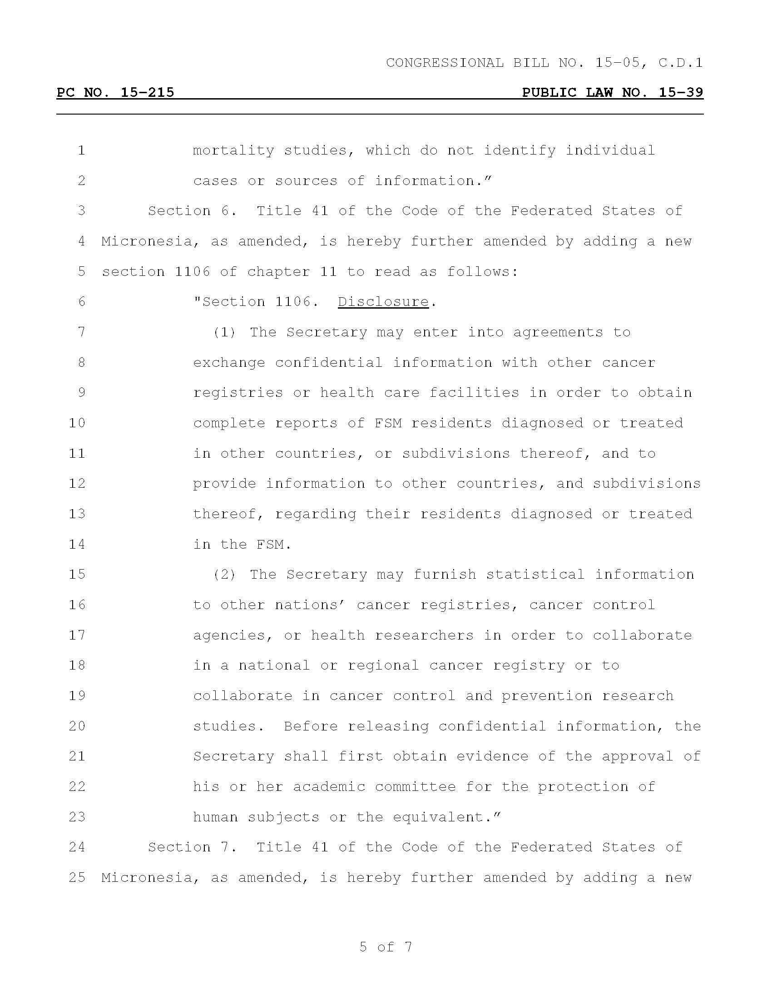 CONGRESSIONAL BILL NO. 15-05, C.D.1
PC NO. 15-215 PUBLIC LAW NO. 15-39
1 mortality studies, which do not identify individual
2 cases or sources of information.”
3 Section 6. Title 41 of the Code of the Federated States of
4 Micronesia, as amended, is hereby further amended by adding a new
5 section 1106 of chapter 11 to read as follows:
6 "Section 1106. Disclosure.
7 (1) The Secretary may enter into agreements to
8 exchange confidential information with other cancer
9 registries or health care facilities in order to obtain
10 complete reports of FSM residents diagnosed or treated
11 in other countries, or subdivisions thereof, and to
12 provide information to other countries, and subdivisions
13 thereof, regarding their residents diagnosed or treated
14 in the FSM.
15 (2) The Secretary may furnish statistical information
16 to other nations’ cancer registries, cancer control
17 agencies, or health researchers in order to collaborate
18 in a national or regional cancer registry or to
19 collaborate in cancer control and prevention research
20 studies. Before releasing confidential information, the
21 Secretary shall first obtain evidence of the approval of
22 his or her academic committee for the protection of
23 human subjects or the equivalent.”
24 Section 7. Title 41 of the Code of the Federated States of
25 Micronesia, as amended, is hereby further amended by adding a new
5 of 7